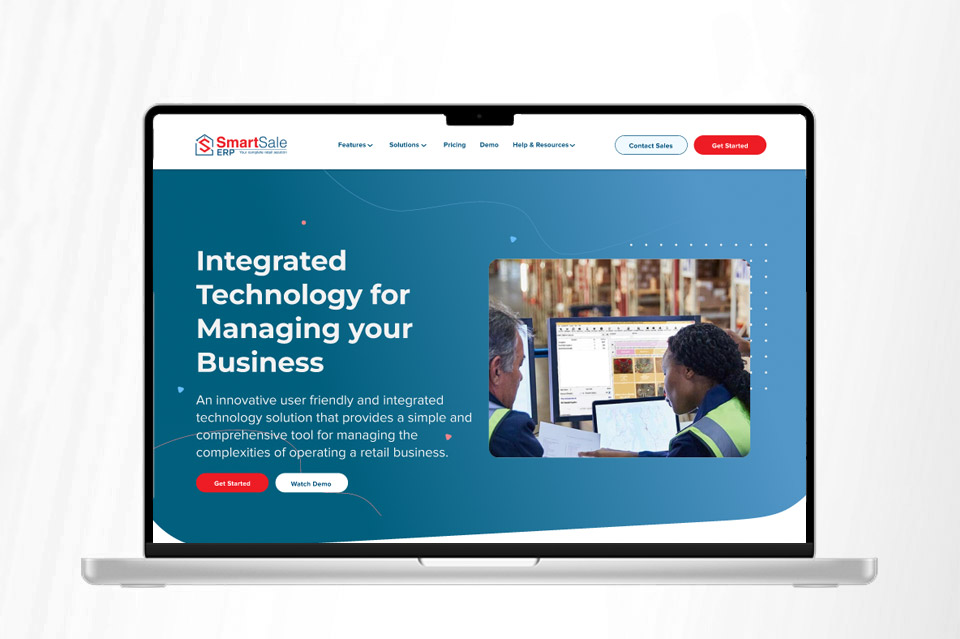 SmartSale
ERP Your complete retail solution
Features
Solutions
Pricing
Demo
Help & Resources
Contact Sales
Get Started
Integrated
Technology for
Managing your
Business
An innovative user friendly and integrated
technology solution that provides a simple and
comprehensive tool for managing the
complexities of operating a retail business.
Get Started
Watch Demo